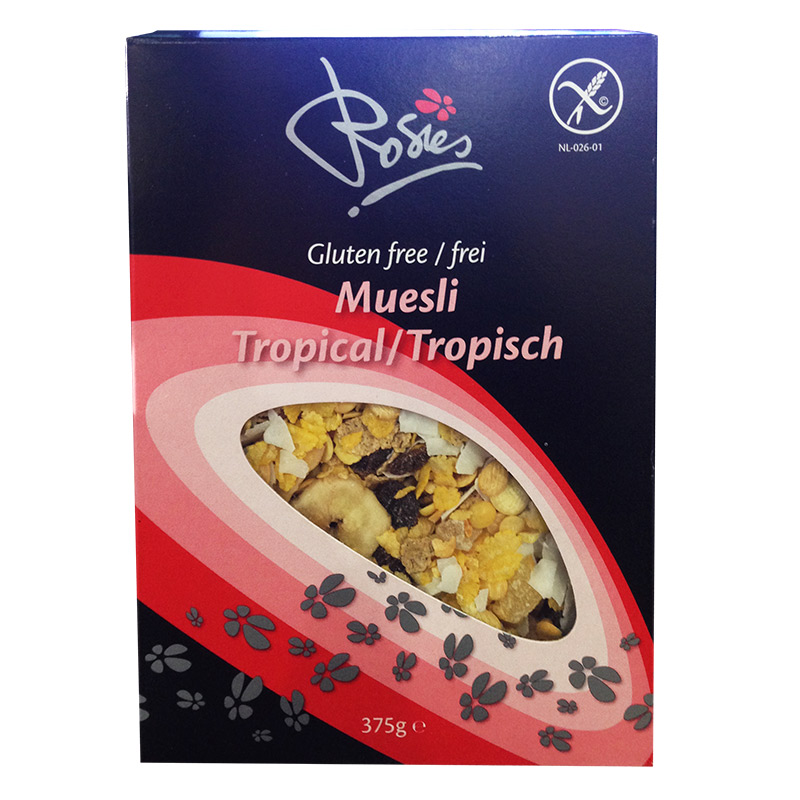 Rosies
©
NL-026-01
Gluten free / frei
Muesli
Tropical/Tropisch
375g ℮